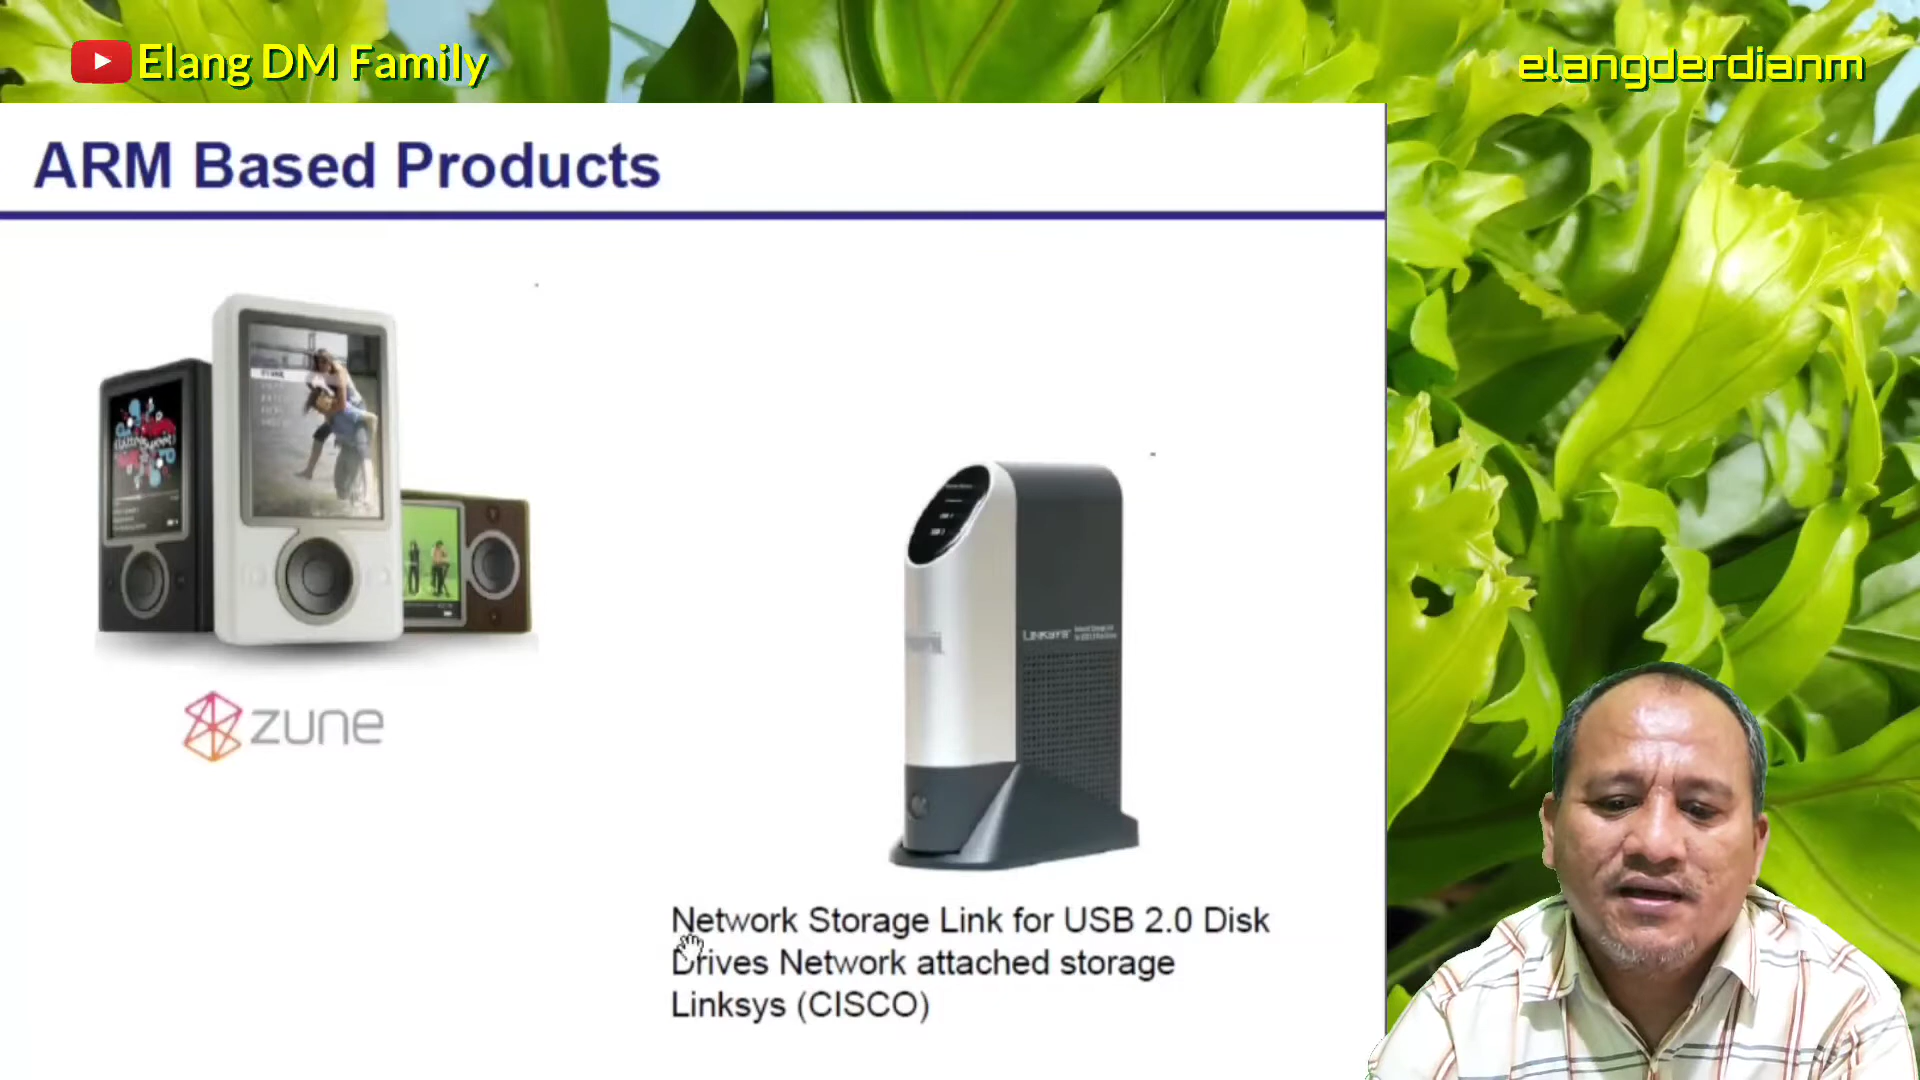 Elang DM Family
elangderdianm
ARM Based Products
zune
LINKSYS
Network Storage Link for USB 2.0 Disk
Drives Network attached storage
Linksys (CISCO)